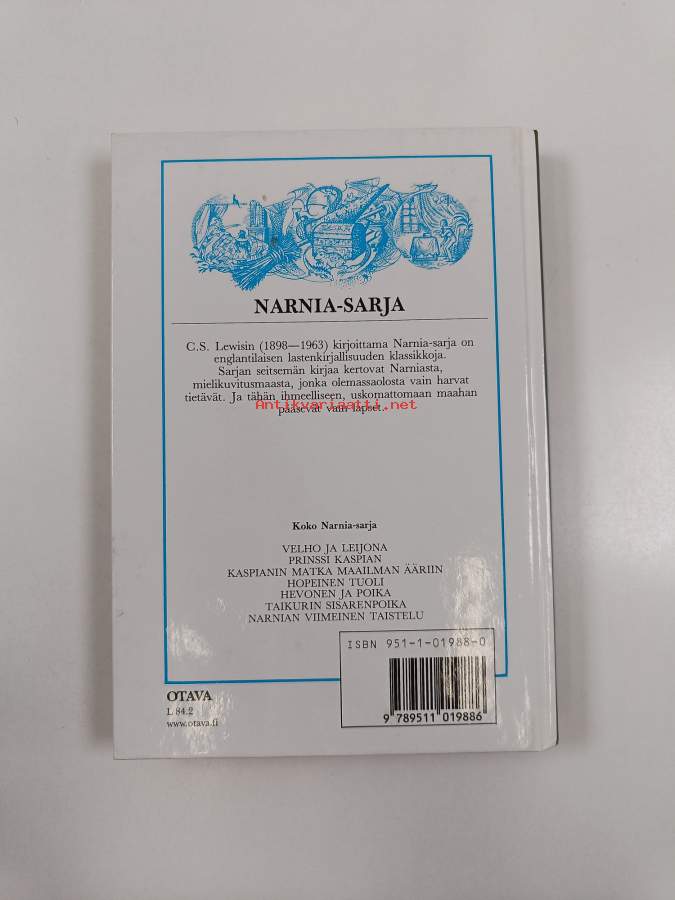 NARNIA-SARJA
C.S. Lewisin (1898—1963) kirjoittama Narnia-sarja on
englantilaisen lastenkirjallisuuden klassikkoja.
Sarjan seitsemän kirjaa kertovat Narniasta,
mielikuvitusmaasta, jonka olemassaolosta vain harvat
tietävät. Ja tähän ihmeelliseen, uskomattomaan maahan
pääsevät vain lapset.
Antikvariaatti.net
Koko Narnia-sarja
VELHO JA LEIJONA
PRINSSI KASPIAN
KASPIANIN MATKA MAAILMAN ÄÄRIIN
HOPEINEN TUOLI
HEVONEN JA POIKA
TAIKURIN SISARENPOIKA
NARNIAN VIIMEINEN TAISTELU
ISBN 951-1-01988-0
9 789511 019886
OTAVA
L 84.2
www.otava.fi